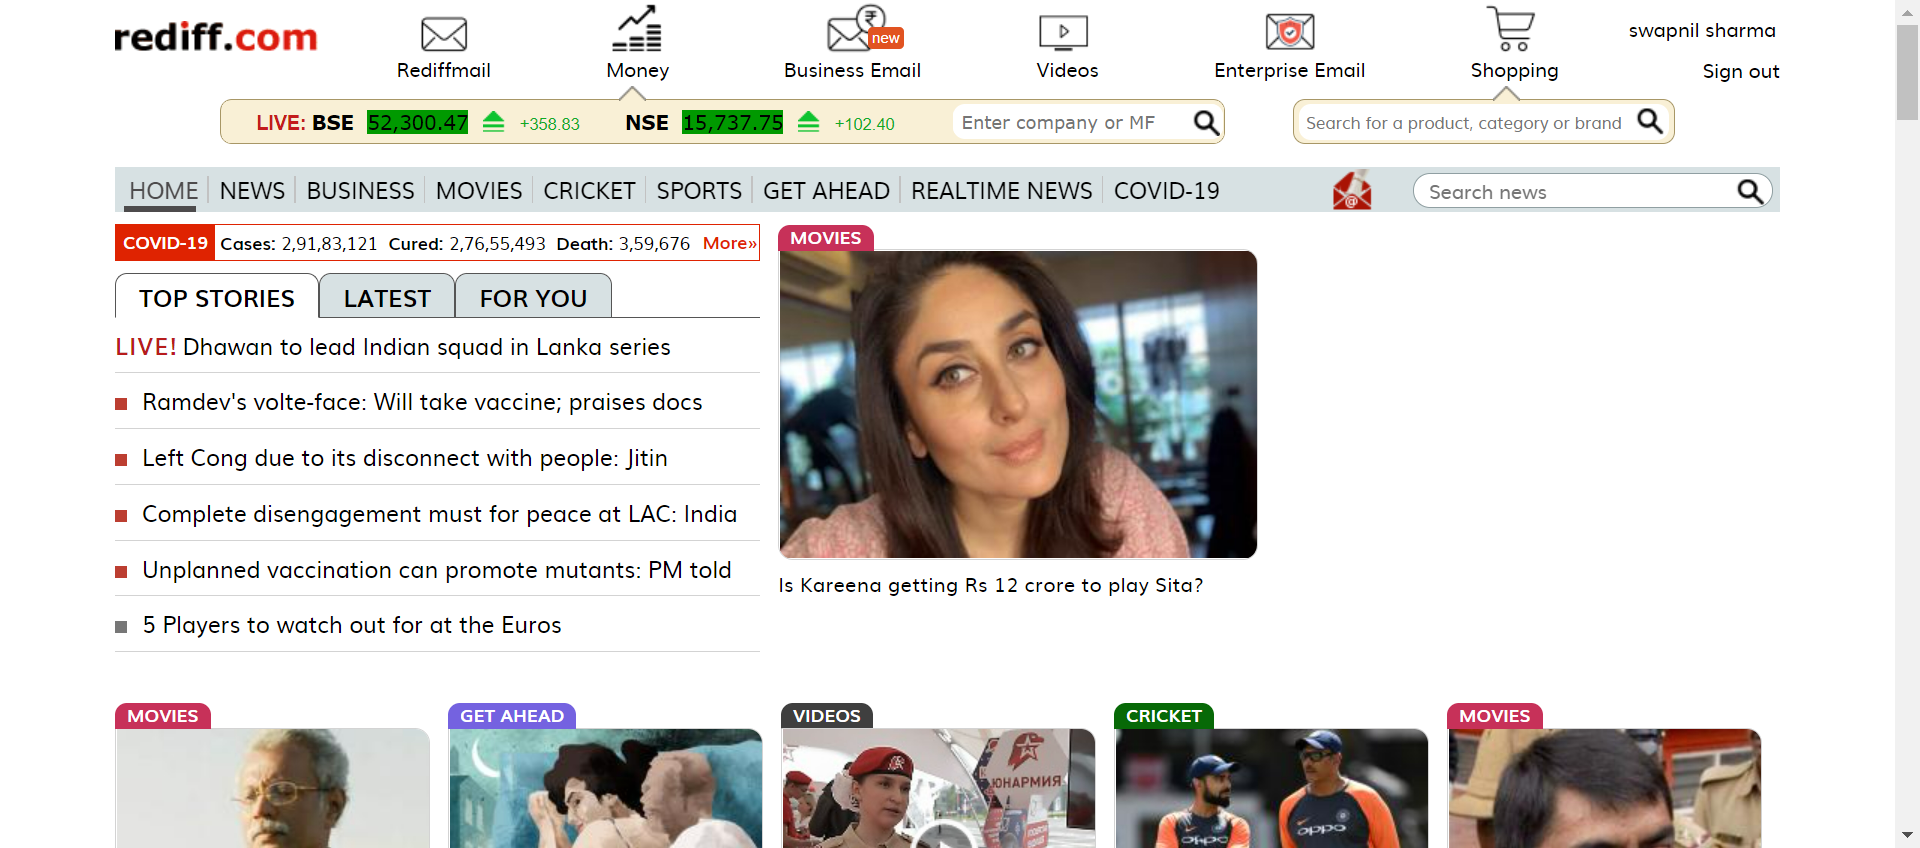 rediff.com
Rediffmail
Money
new
Business Email
Videos
Enterprise Email
Shopping
swapnil sharma
Sign out
LIVE: BSE 52,300.47 +358.83 NSE 15,737.75 +102.40
Enter company or MF
Search for a product, category or brand
HOME NEWS BUSINESS MOVIES CRICKET SPORTS GET AHEAD REALTIME NEWS COVID-19
Search news
COVID-19 Cases: 2,91,83,121 Cured: 2,76,55,493 Death: 3,59,676 More»
TOP STORIES LATEST FOR YOU
LIVE! Dhawan to lead Indian squad in Lanka series
Ramdev's volte-face: Will take vaccine; praises docs
Left Cong due to its disconnect with people: Jitin
Complete disengagement must for peace at LAC: India
Unplanned vaccination can promote mutants: PM told
5 Players to watch out for at the Euros
MOVIES
Is Kareena getting Rs 12 crore to play Sita?
MOVIES
GET AHEAD
VIDEOS
ЮНАРМИЯ
CRICKET
oppo
oppo
MOVIES